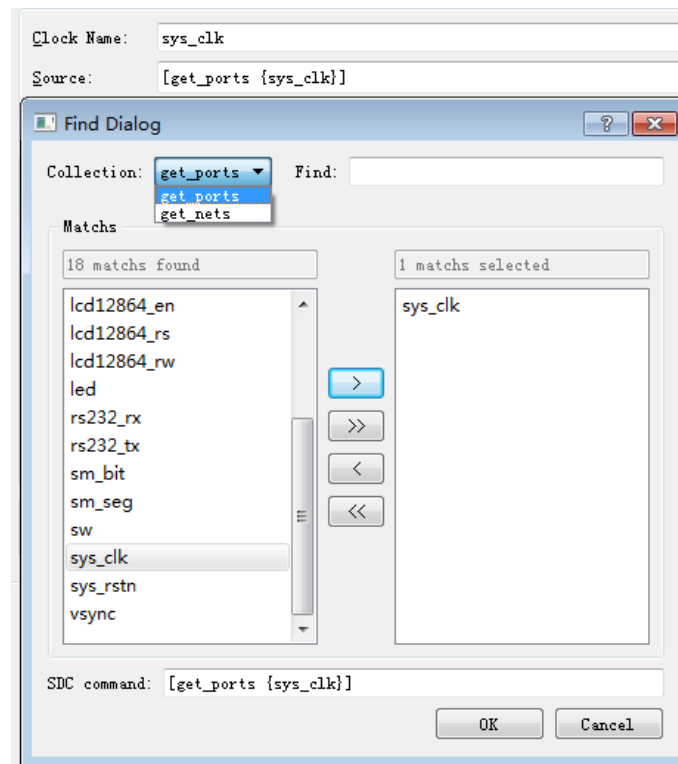 Clock Name: sys_clk
Source: [get_ports {sys_clk}]
Find Dialog
Collection: get_ports Find:
get_ports
get_nets
Matchs
18 matchs found 1 matchs selected
lcd12864_en sys_clk
lcd12864_rs
lcd12864_rw
led
rs232_rx
rs232_tx
sm_bit
sm_seg
sw
sys_clk
sys_rstn
vsync
>
>>
<
<<
SDC command: [get_ports {sys_clk}]
OK Cancel